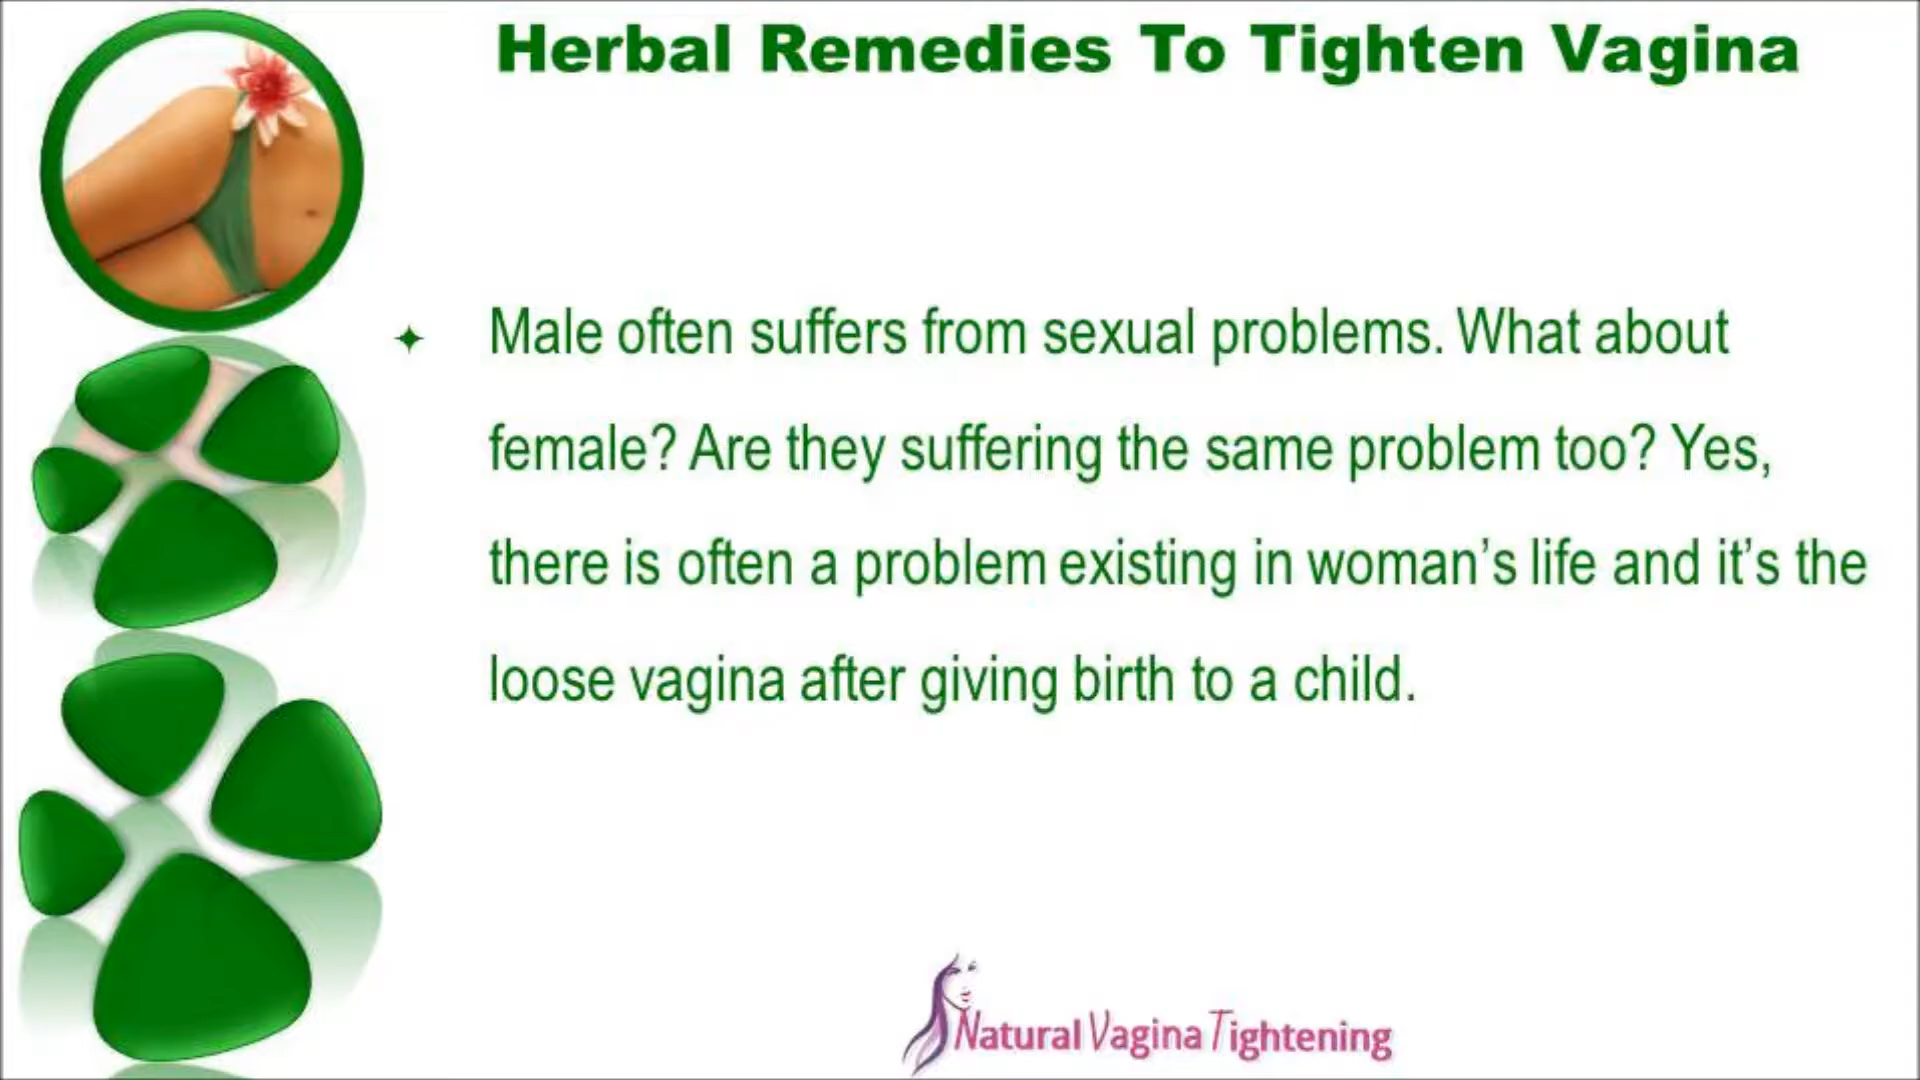 Herbal Remedies To Tighten Vagina
Male often suffers from sexual problems. What about
female? Are they suffering the same problem too? Yes,
there is often a problem existing in woman’s life and it’s the
loose vagina after giving birth to a child.
Natural Vagina Tightening